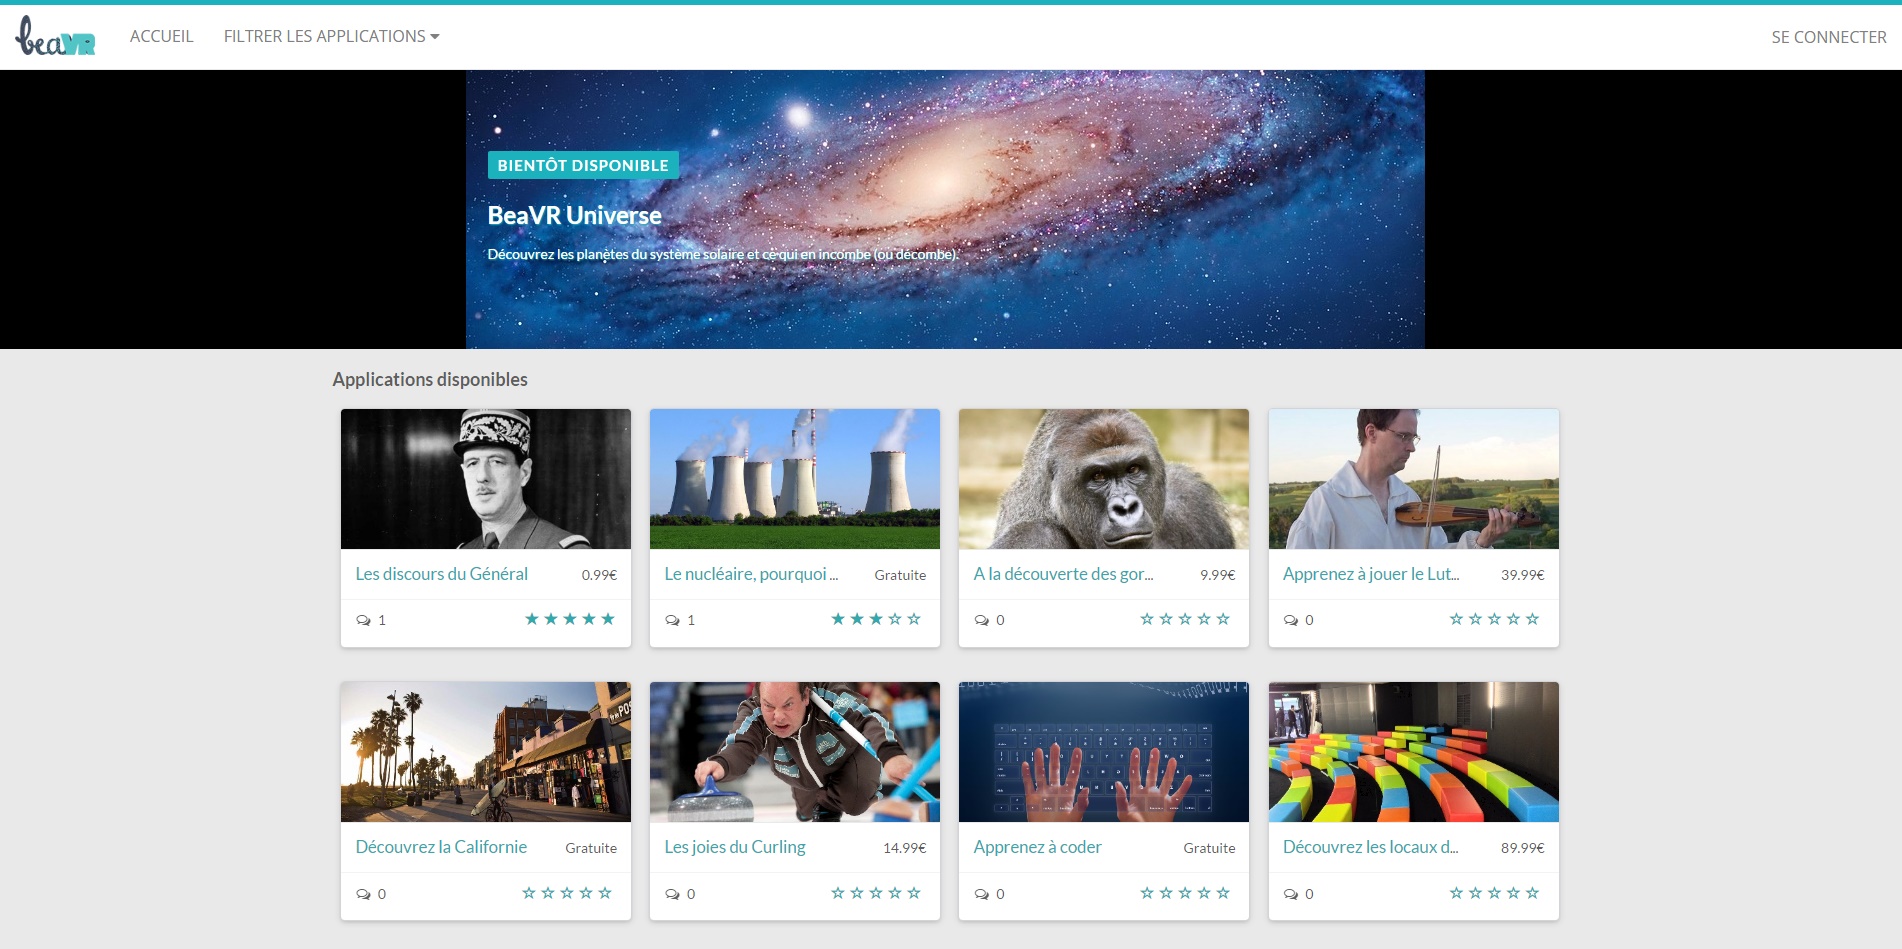 beaVR
ACCUEIL
FILTRER LES APPLICATIONS
SE CONNECTER
BIENTÔT DISPONIBLE
BeaVR Universe
Découvrez les planètes du système solaire et ce qui en incombe (ou décombe).
Applications disponibles
Les discours du Général 0.99€
1
Le nucléaire, pourquoi ... Gratuite
1
A la découverte des gor... 9.99€
0
Apprenez à jouer le Lut... 39.99€
0
Découvrez la Californie Gratuite
0
Les joies du Curling 14.99€
0
Apprenez à coder Gratuite
0
Découvrez les locaux d... 89.99€
0